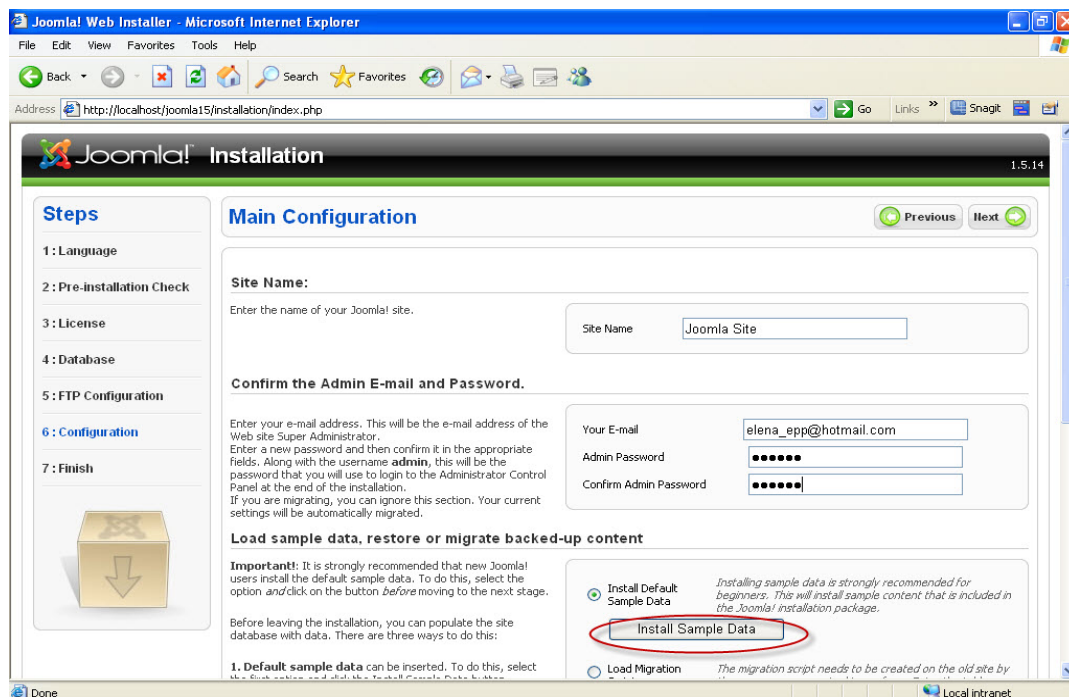 Joomla! Web Installer - Microsoft Internet Explorer
File Edit View Favorites Tools Help
Back Search Favorites
Address http://localhost/joomla15/installation/index.php Go Links » Snagit
Joomla! Installation
1.5.14
Steps
1 : Language
2 : Pre-installation Check
3 : License
4 : Database
5 : FTP Configuration
6 : Configuration
7 : Finish
Main Configuration
Previous Next
Site Name:
Enter the name of your Joomla! site.
Site Name Joomla Site
Confirm the Admin E-mail and Password.
Enter your e-mail address. This will be the e-mail address of the
Web site Super Administrator.
Enter a new password and then confirm it in the appropriate
fields. Along with the username admin, this will be the
password that you will use to login to the Administrator Control
Panel at the end of the installation.
If you are migrating, you can ignore this section. Your current
settings will be automatically migrated.
Your E-mail elena_epp@hotmail.com
Admin Password ●●●●●●
Confirm Admin Password ●●●●●●
Load sample data, restore or migrate backed-up content
Important!: It is strongly recommended that new Joomla!
users install the default sample data. To do this, select the
option and click on the button before moving to the next stage.
Before leaving the installation, you can populate the site
database with data. There are three ways to do this:
1. Default sample data can be inserted. To do this, select
the first option and click the Install Sample Data button
Install Default
Sample Data
Installing sample data is strongly recommended for
beginners. This will install sample content that is included in
the Joomla! installation package.
Install Sample Data
Load Migration
The migration script needs to be created on the old site by
Done
Local intranet